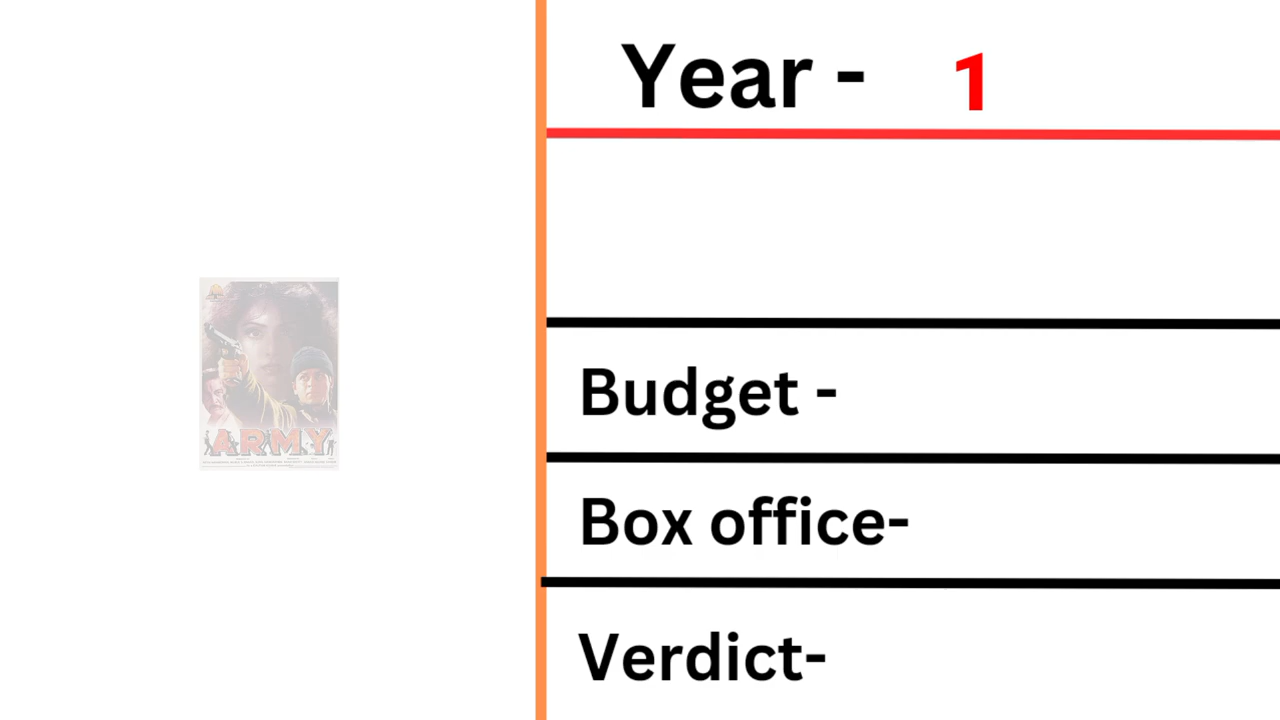 Year - 1
ARMY
Budget -
Box office-
Verdict-